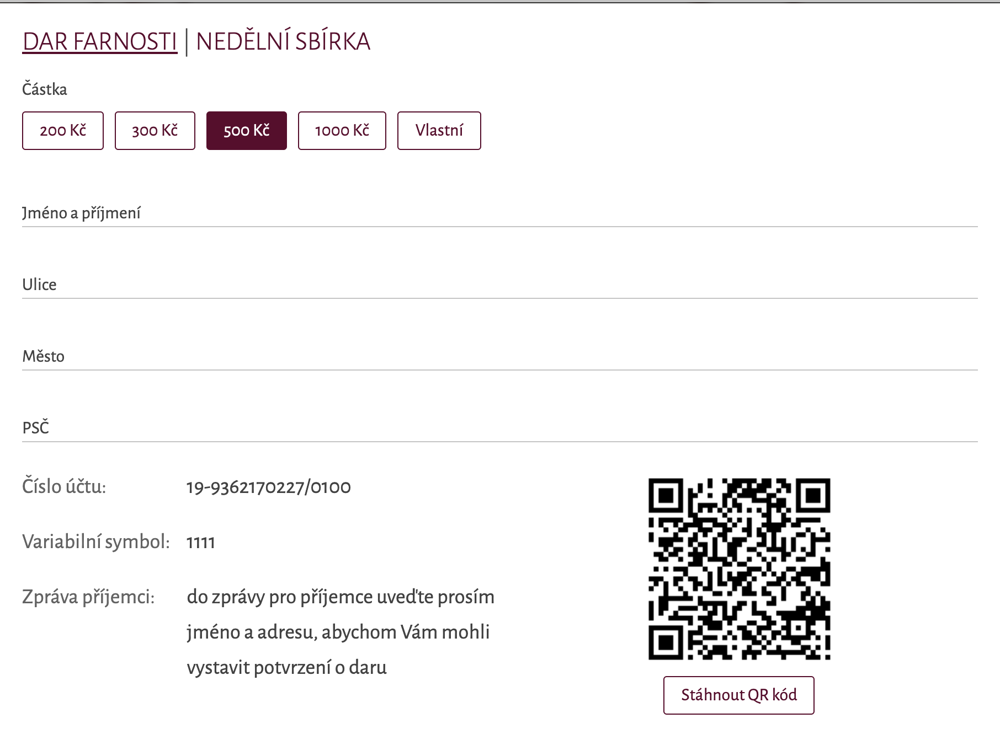 DAR FARNOSTI | NEDĚLNÍ SBÍRKA
Částka
200 Kč 300 Kč 500 Kč 1000 Kč Vlastní
Jméno a příjmení
Ulice
Město
PSČ
Číslo účtu: 19-9362170227/0100
Variabilní symbol: 1111
Zpráva příjemci: do zprávy pro příjemce uveďte prosím
jméno a adresu, abychom Vám mohli
vystavit potvrzení o daru
Stáhnout QR kód